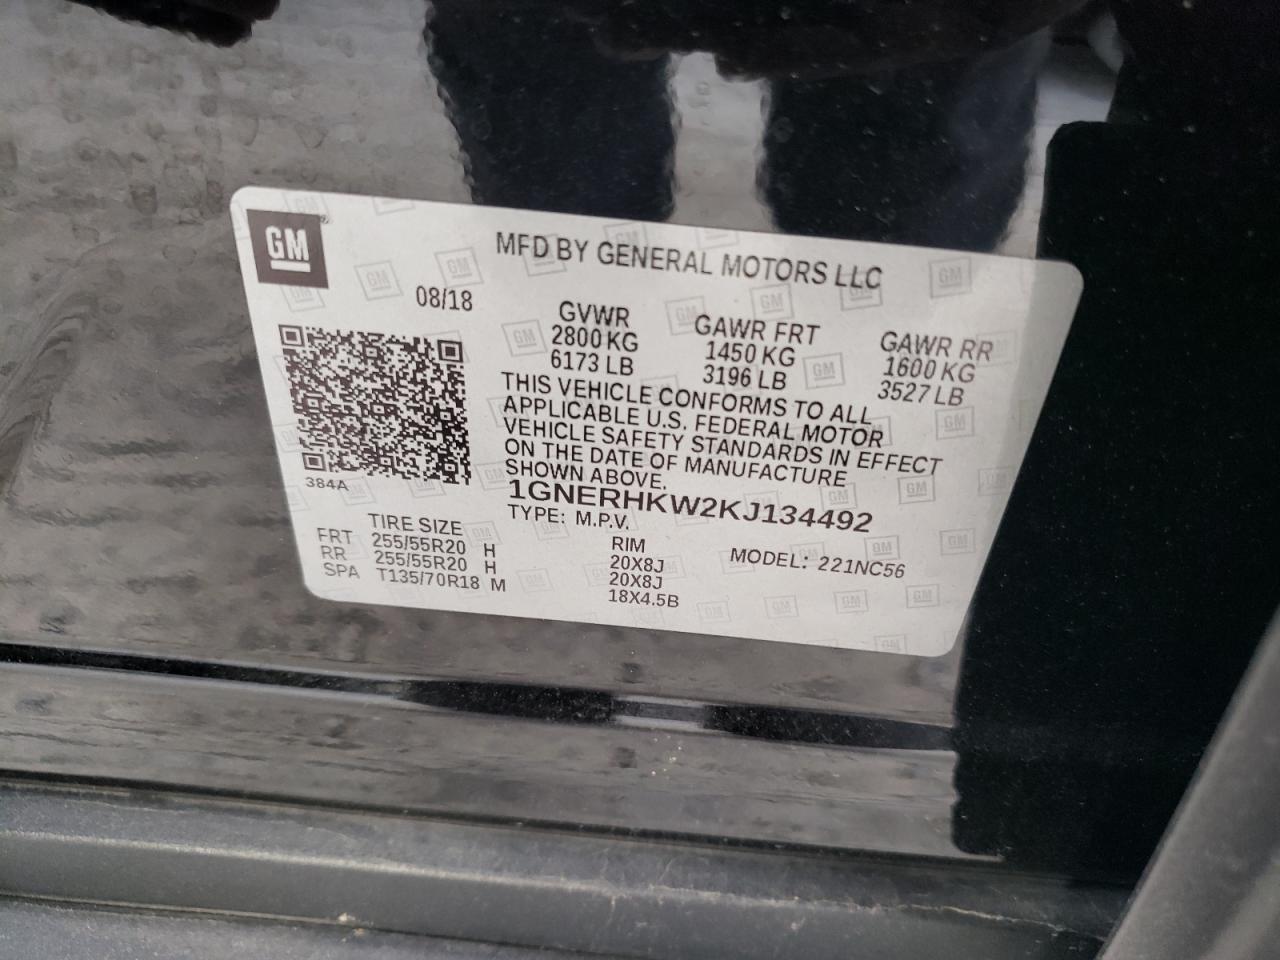 GM
MFD BY GENERAL MOTORS LLC
08/18
GVWR GAWR FRT GAWR RR
2800 KG 1450 KG 1600 KG
6173 LB 3196 LB 3527 LB
THIS VEHICLE CONFORMS TO ALL
APPLICABLE U.S. FEDERAL MOTOR
VEHICLE SAFETY STANDARDS IN EFFECT
ON THE DATE OF MANUFACTURE
SHOWN ABOVE.
384A
1GNERHKW2KJ134492
TYPE: M.P.V. MODEL: 221NC56
TIRE SIZE RIM
FRT 255/55R20 H 20X8J
RR 255/55R20 H 20X8J
SPA T135/70R18 M 18X4.5B